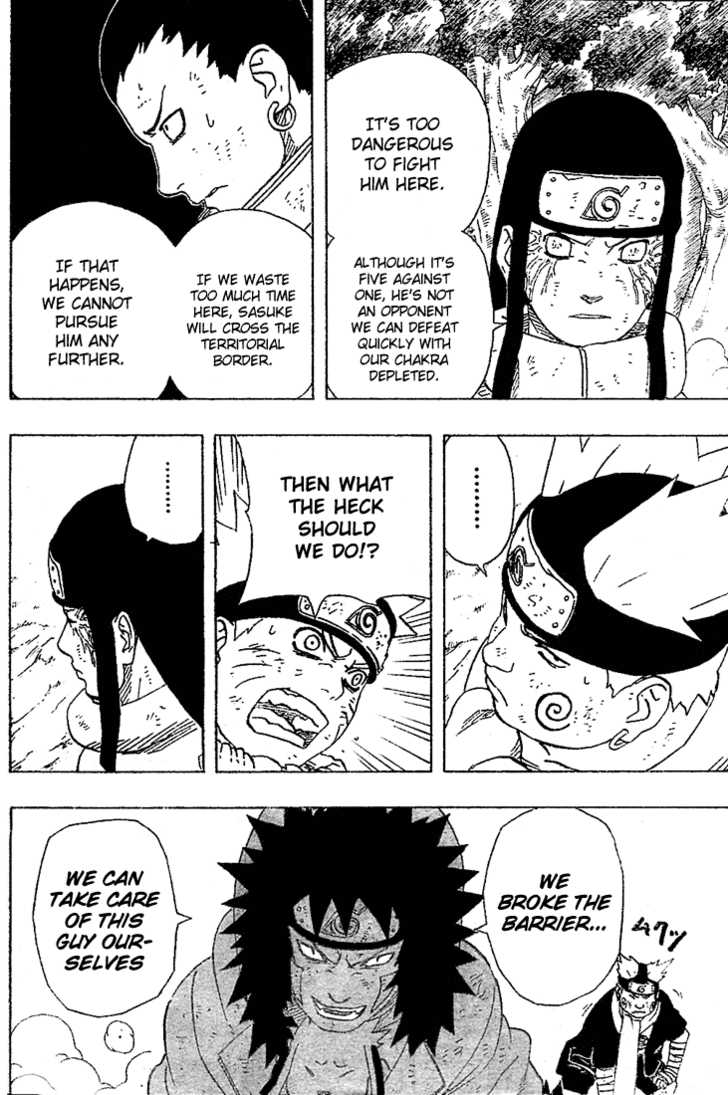 IT'S TOO
DANGEROUS
TO FIGHT
HIM HERE.
ALTHOUGH IT'S
FIVE AGAINST
ONE, HE'S NOT
AN OPPONENT
WE CAN DEFEAT
QUICKLY WITH
OUR CHAKRA
DEPLETED.
IF WE WASTE
TOO MUCH TIME
HERE, SASUKE
WILL CROSS THE
TERRITORIAL
BORDER.
IF THAT
HAPPENS,
WE CANNOT
PURSUE
HIM ANY
FURTHER.
........
THEN WHAT
THE HECK
SHOULD
WE DO!?
........
WE
BROKE THE
BARRIER...
ムクッ
WE CAN
TAKE CARE
OF THIS
GUY OUR-
SELVES